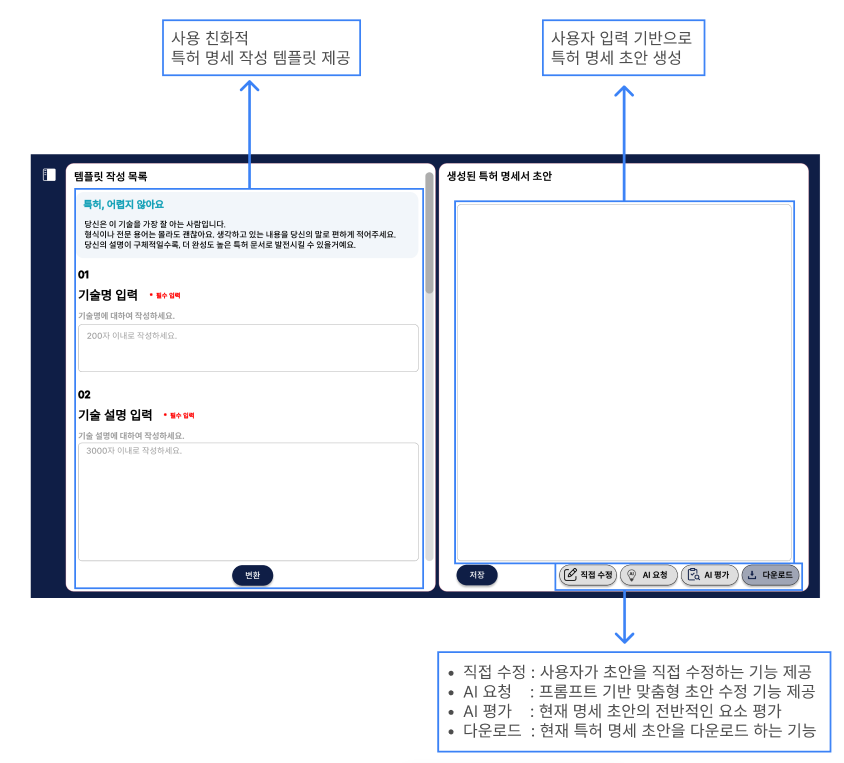 사용 친화적
특허 명세 작성 템플릿 제공
사용자 입력 기반으로
특허 명세 초안 생성
템플릿 작성 목록
특허, 어렵지 않아요
당신은 이 기술을 가장 잘 아는 사람입니다.
형식이나 전문 용어는 몰라도 괜찮아요. 생각하고 있는 내용을 당신의 말로 편하게 적어주세요.
당신의 설명이 구체적일수록, 더 완성도 높은 특허 문서로 발전시킬 수 있을거예요.
01
기술명 입력 * 필수 입력
기술명에 대하여 작성하세요.
200자 이내로 작성하세요.
02
기술 설명 입력 * 필수 입력
기술 설명에 대하여 작성하세요.
3000자 이내로 작성하세요.
변환
생성된 특허 명세서 초안
저장
직접 수정
AI 요청
AI 평가
다운로드
• 직접 수정 : 사용자가 초안을 직접 수정하는 기능 제공
• AI 요청 : 프롬프트 기반 맞춤형 초안 수정 기능 제공
• AI 평가 : 현재 명세 초안의 전반적인 요소 평가
• 다운로드 : 현재 특허 명세 초안을 다운로드 하는 기능